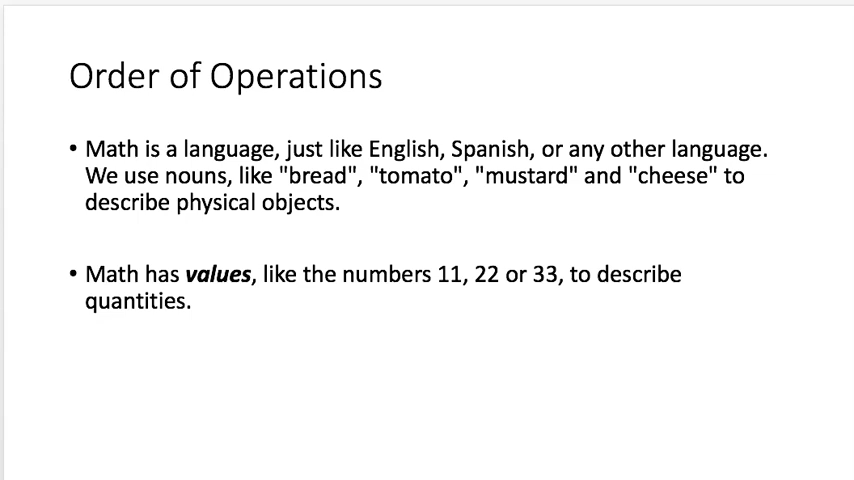 Order of Operations
• Math is a language, just like English, Spanish, or any other language.
We use nouns, like "bread", "tomato", "mustard" and "cheese" to
describe physical objects.
• Math has values, like the numbers 11, 22 or 33, to describe
quantities.